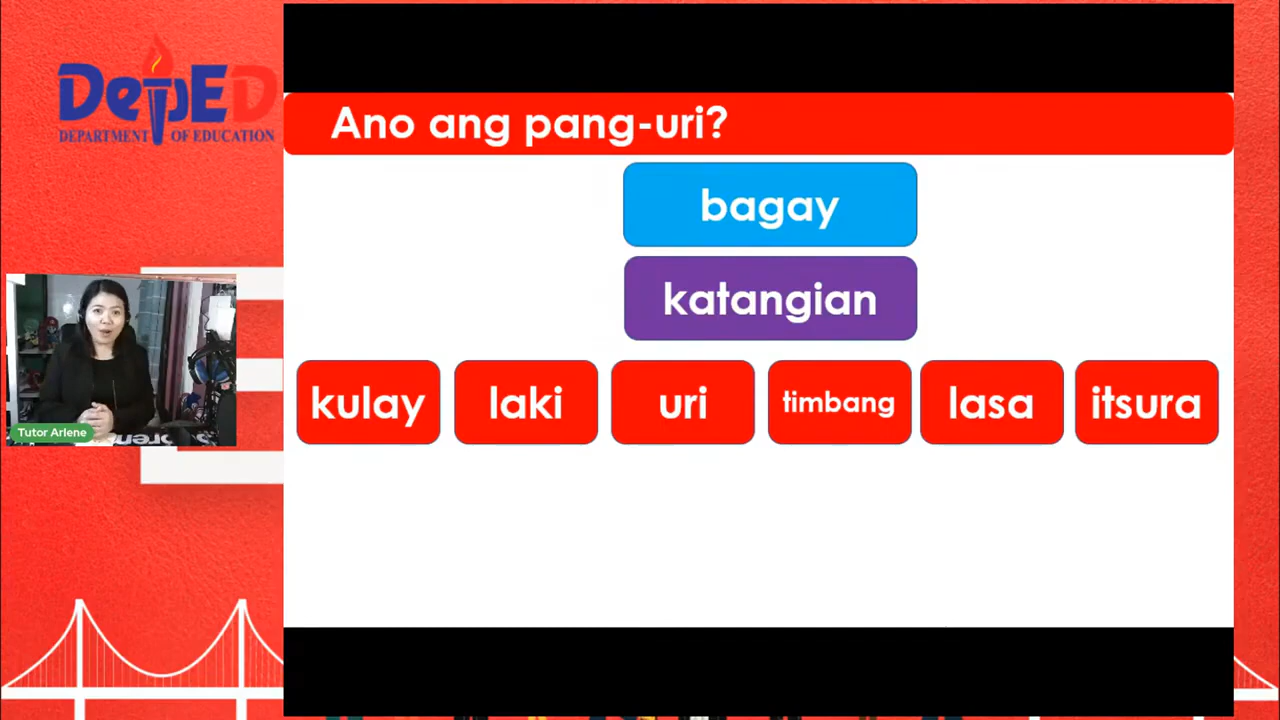 DepED
DEPARTMENT OF EDUCATION
Ano ang pang-uri?
bagay
katangian
kulay laki uri timbang lasa itsura
Tutor Arlene